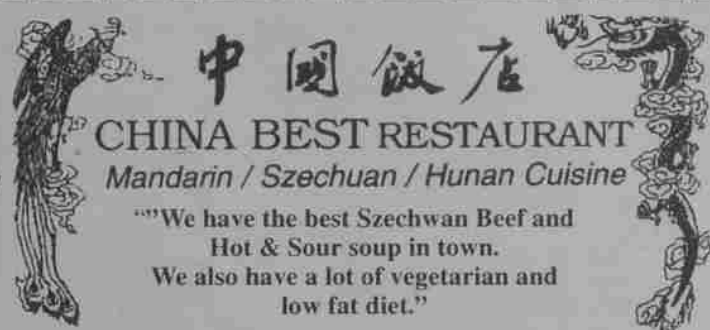 中國飯店
CHINA BEST RESTAURANT
Mandarin / Szechuan / Hunan Cuisine
“”We have the best Szechwan Beef and
Hot & Sour soup in town.
We also have a lot of vegetarian and
low fat diet.”